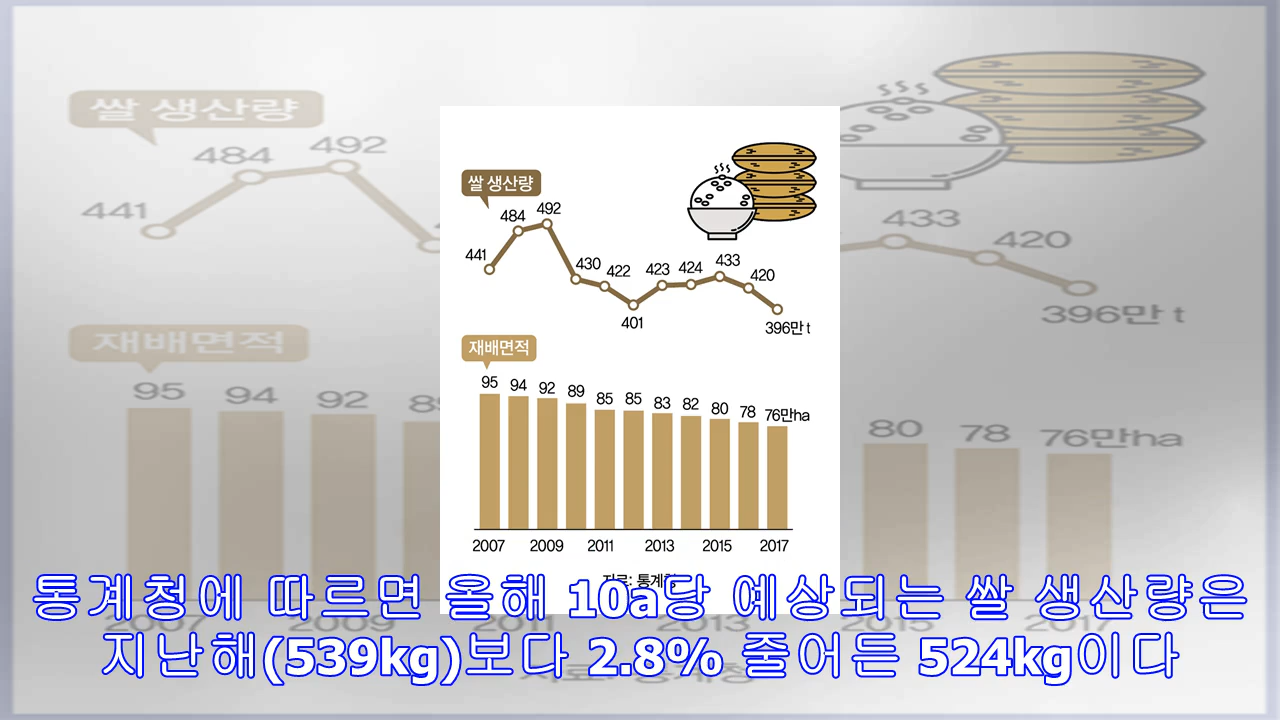 쌀 생산량
441
484
492
430
422
401
423
424
433
420
396만 t
재배면적
95 94 92 89 85 85 83 82 80 78 76만ha
2007 2009 2011 2013 2015 2017
통계청에 따르면 올해 10a당 예상되는 쌀 생산량은
지난해(539kg)보다 2.8% 줄어든 524kg이다